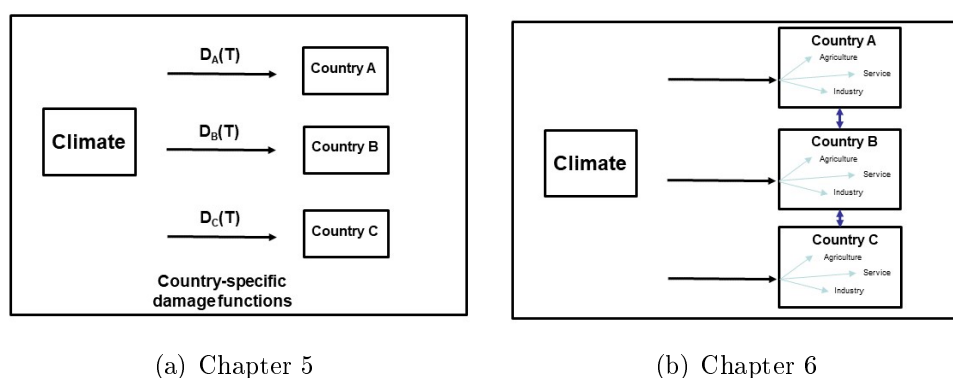 D_A(T)
Country A
Climate
D_B(T)
Country B
D_C(T)
Country C
Country-specific
damage functions
(a) Chapter 5
Country A
Agriculture
Service
Industry
Climate
Country B
Agriculture
Service
Industry
Country C
Agriculture
Service
Industry
(b) Chapter 6